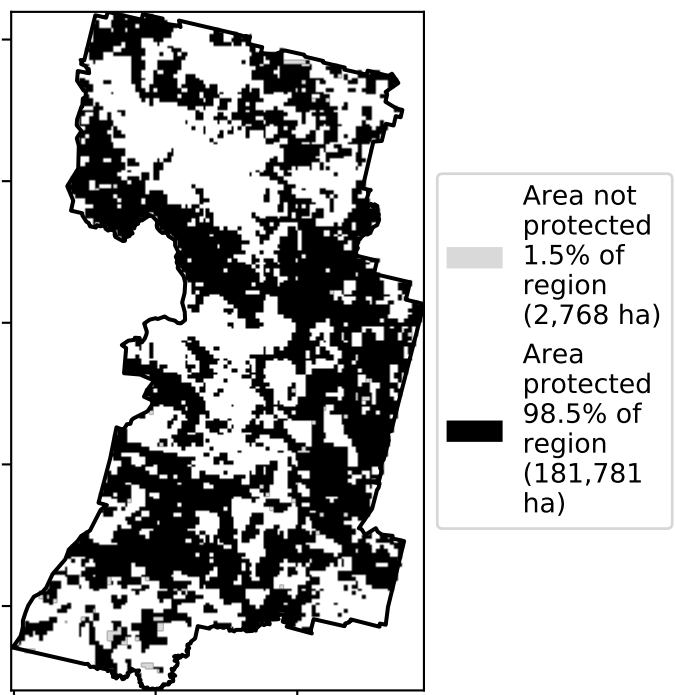 Area not
protected
1.5% of
region
(2,768 ha)
Area
protected
98.5% of
region
(181,781
ha)